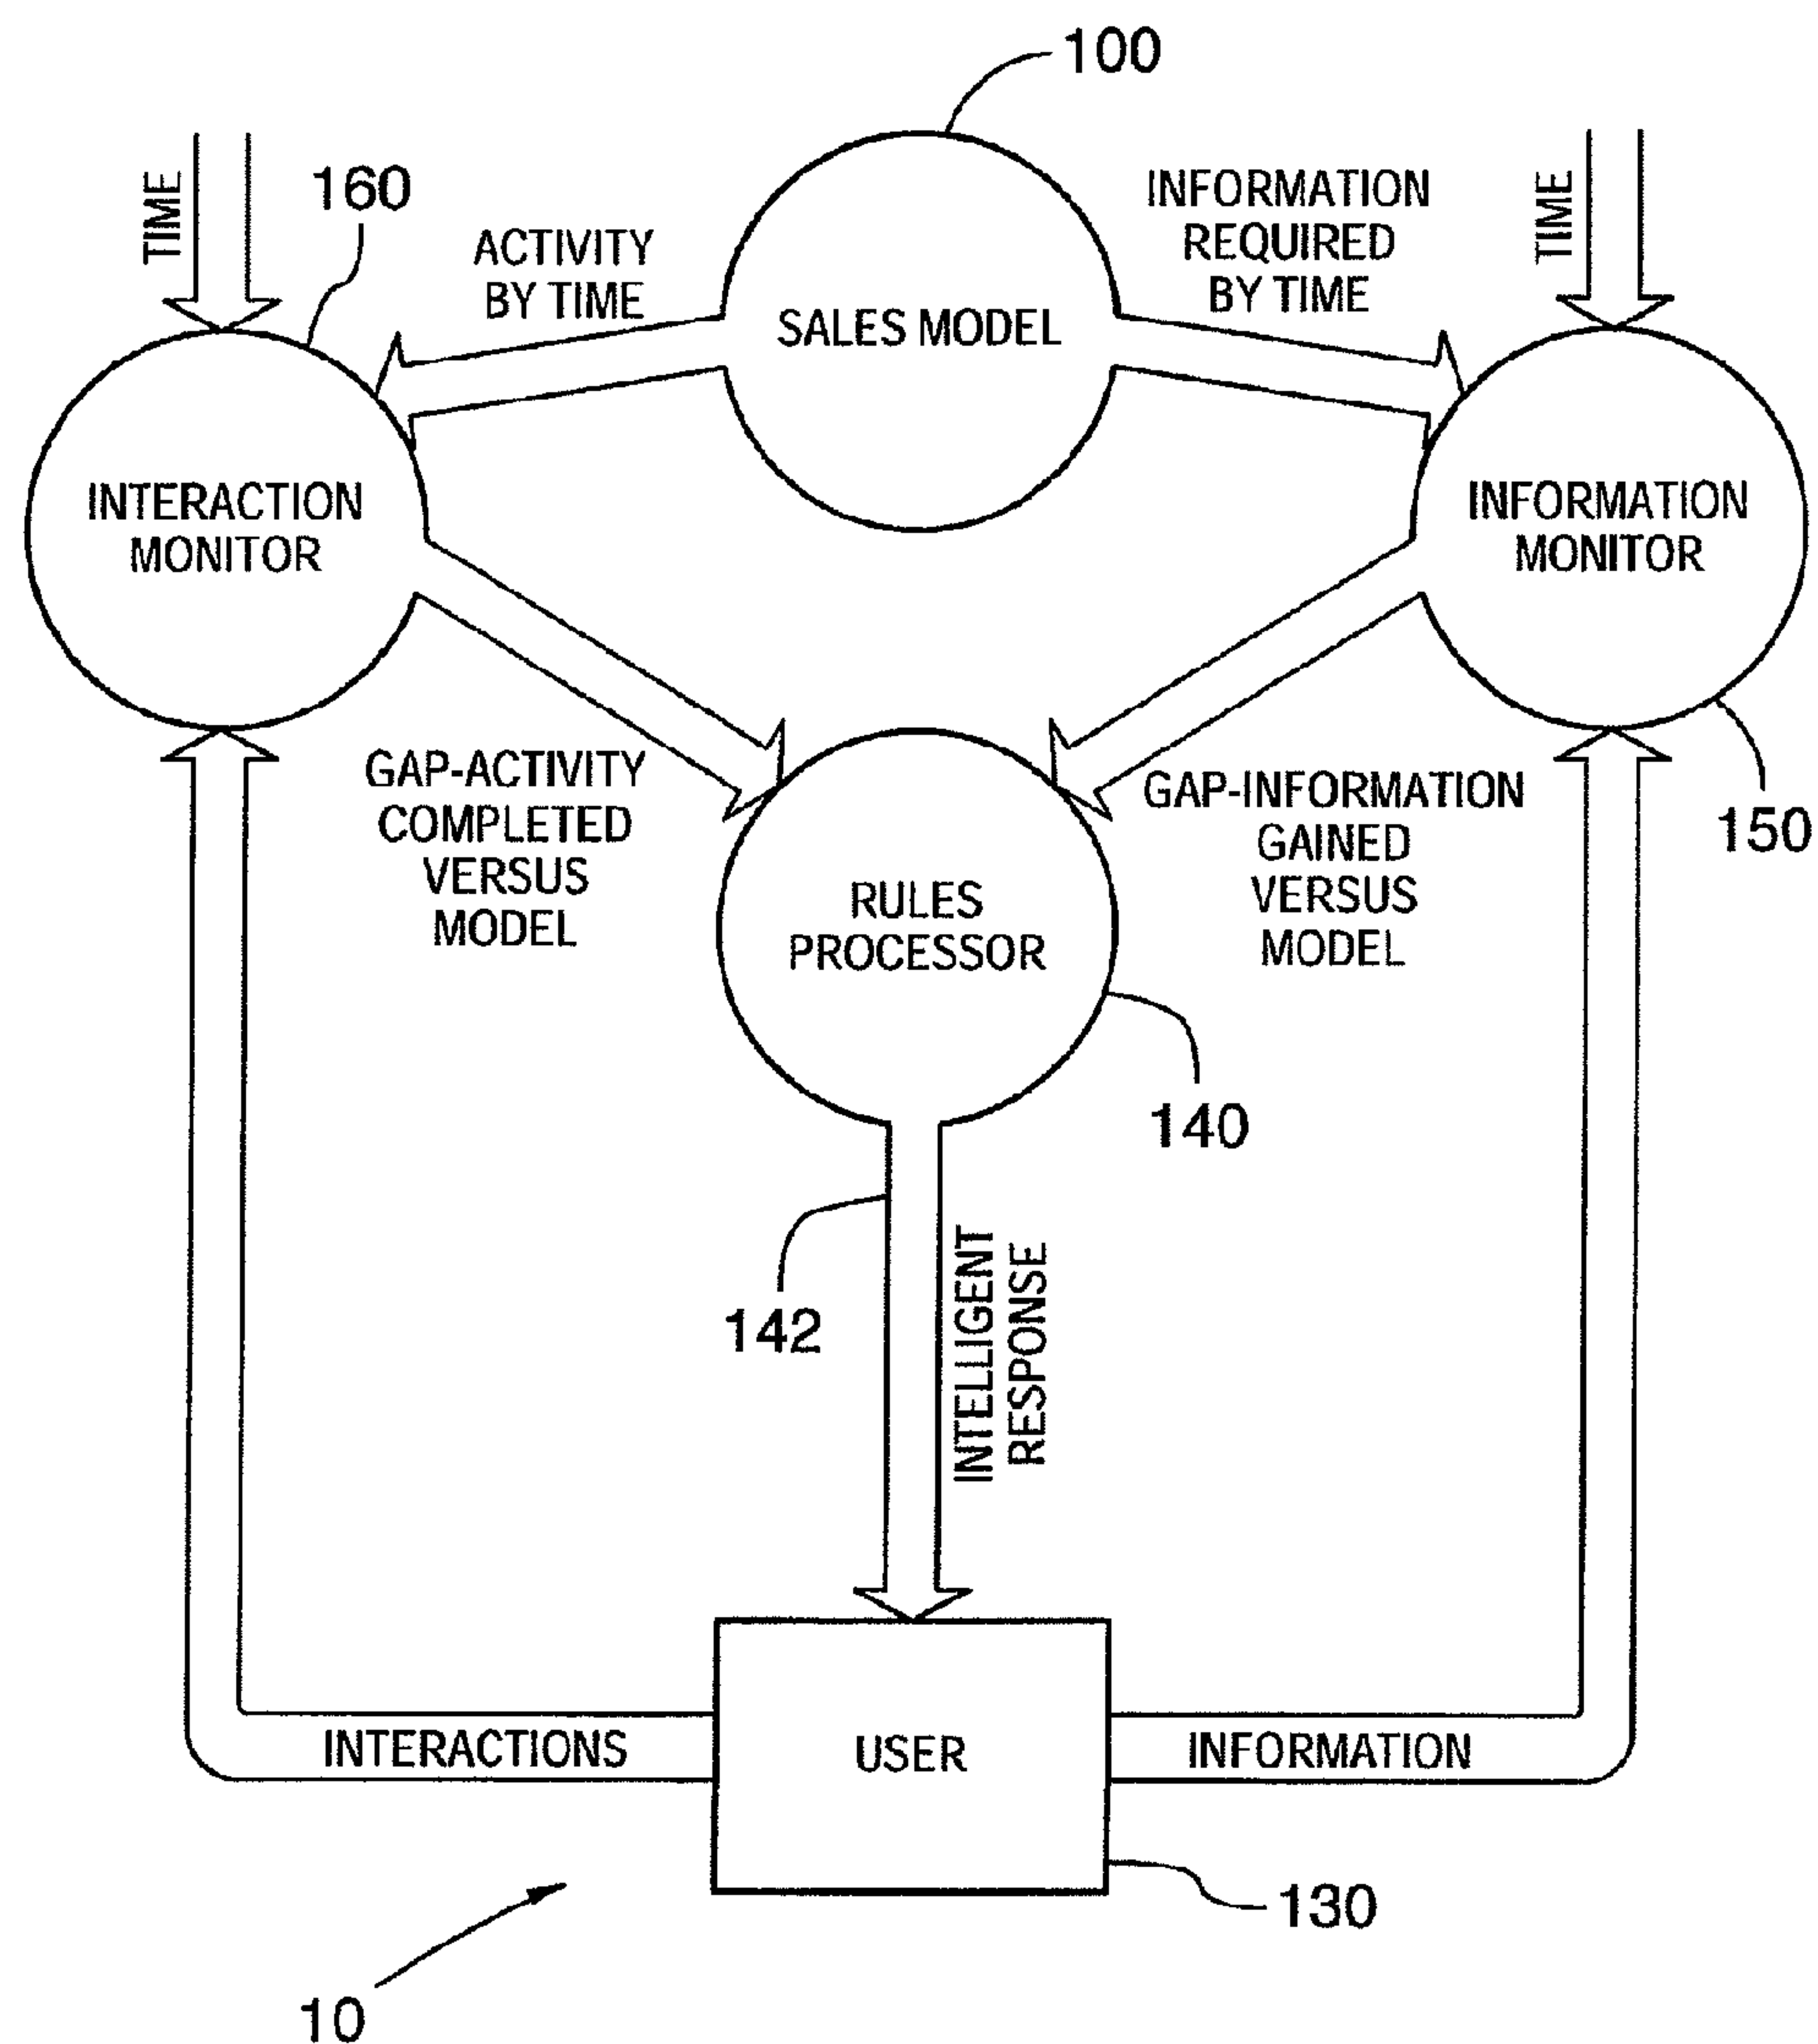 100
TIME
160
ACTIVITY
BY TIME
INFORMATION
REQUIRED
BY TIME
TIME
SALES MODEL
INTERACTION
MONITOR
INFORMATION
MONITOR
150
GAP-ACTIVITY
COMPLETED
VERSUS
MODEL
GAP-INFORMATION
GAINED
VERSUS
MODEL
RULES
PROCESSOR
140
142
INTELLIGENT
RESPONSE
INTERACTIONS
USER
INFORMATION
130
10